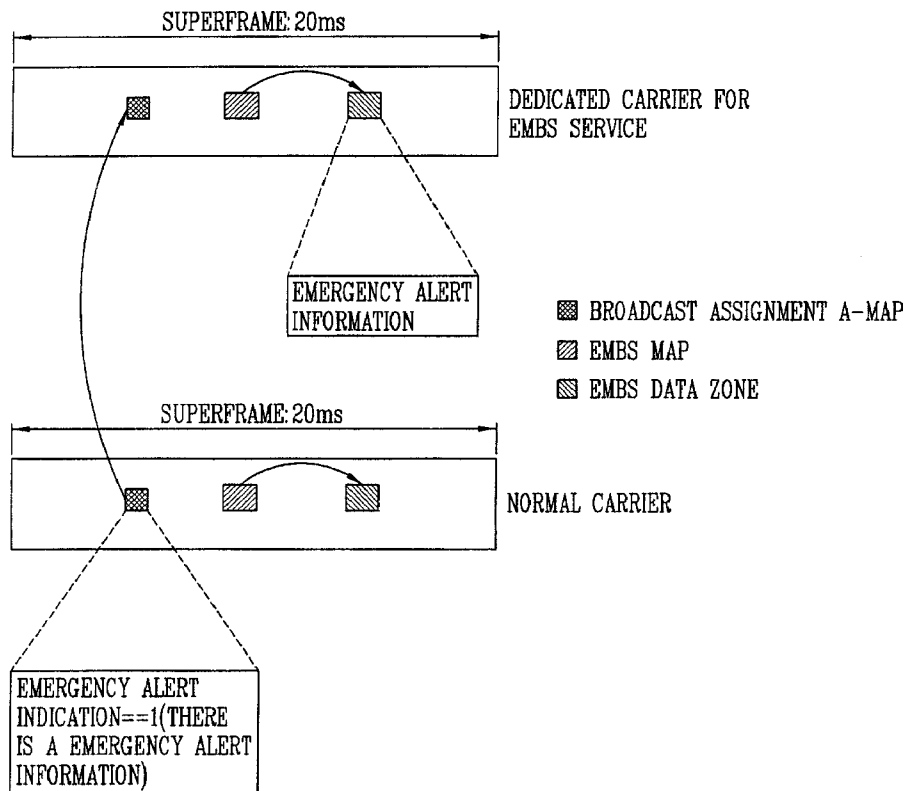 SUPERFRAME:20ms
DEDICATED CARRIER FOR
EMBS SERVICE
EMERGENCY ALERT
INFORMATION
BROADCAST ASSIGNMENT A-MAP
EMBS MAP
EMBS DATA ZONE
SUPERFRAME:20ms
NORMAL CARRIER
EMERGENCY ALERT
INDICATION==1(THERE
IS A EMERGENCY ALERT
INFORMATION)